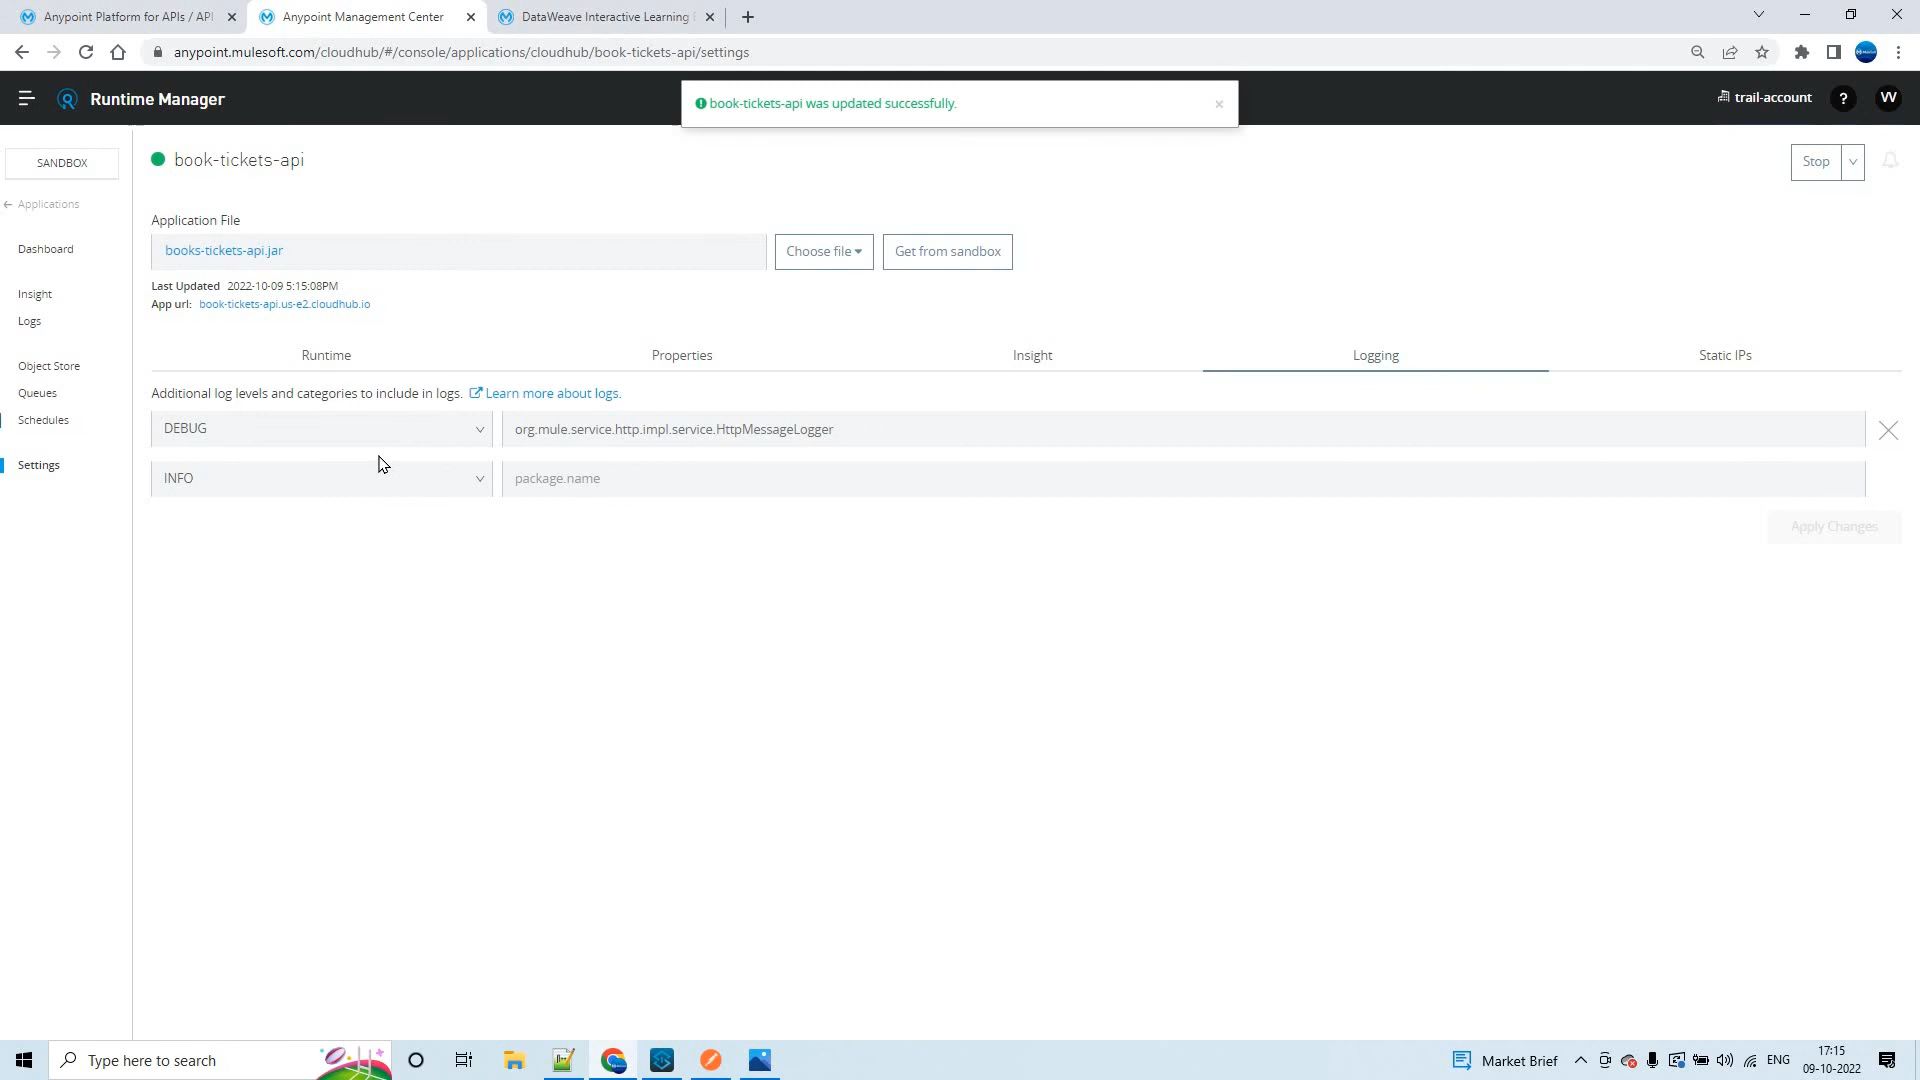 Anypoint Platform for APIs / API
Anypoint Management Center
DataWeave Interactive Learning
anypoint.mulesoft.com/cloudhub/#/console/applications/cloudhub/book-tickets-api/settings
Runtime Manager
book-tickets-api was updated successfully.
×
trail-account
?
VV
SANDBOX
book-tickets-api
Stop
Applications
Application File
books-tickets-api.jar
Choose file
Get from sandbox
Dashboard
Last Updated 2022-10-09 5:15:08PM
App url: book-tickets-api.us-e2.cloudhub.io
Insight
Logs
Runtime
Properties
Insight
Logging
Static IPs
Object Store
Queues
Schedules
Settings
Additional log levels and categories to include in logs. Learn more about logs.
DEBUG
org.mule.service.http.impl.service.HttpMessageLogger
INFO
package.name
Apply Changes
Type here to search
Market Brief
ENG
17:15
09-10-2022